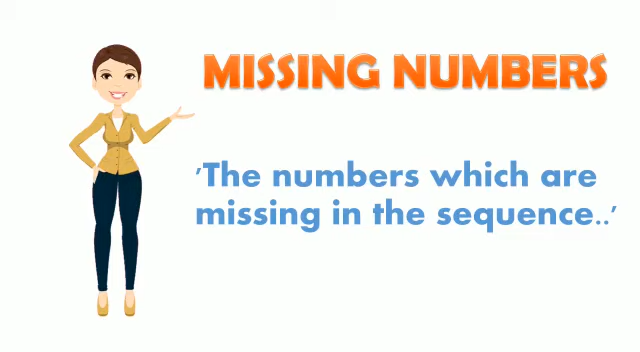 MISSING NUMBERS
'The numbers which are
missing in the sequence..'